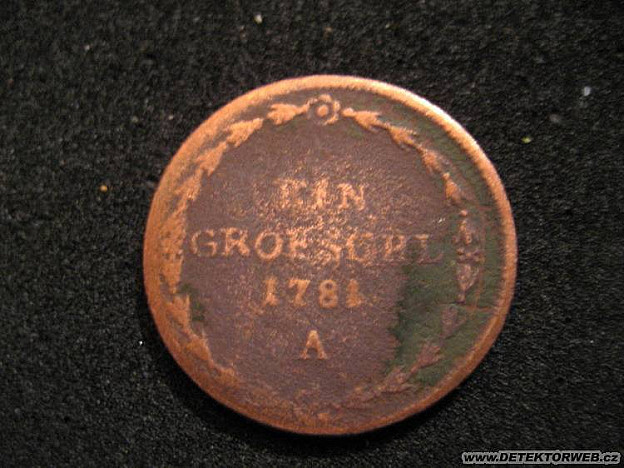 EIN
GROESCHL
1781
A
www.DETEKTORWEB.cz